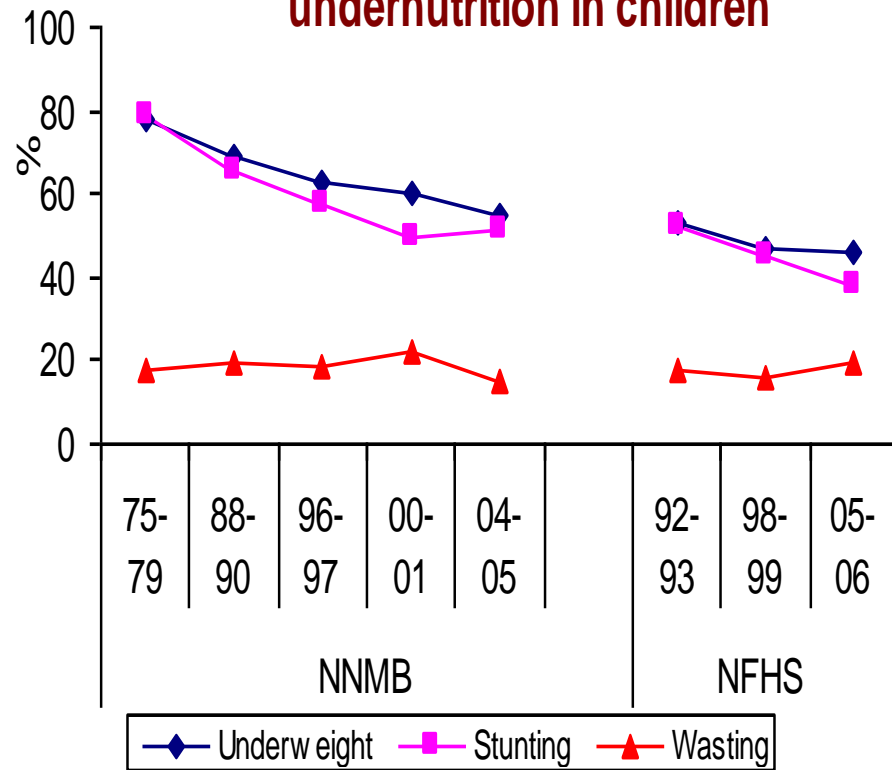 undernutrition in children
100
80
60
40
20
0
%
75-79
88-90
96-97
00-01
04-05
92-93
98-99
05-06
NNMB
NFHS
Underw eight
Stunting
Wasting